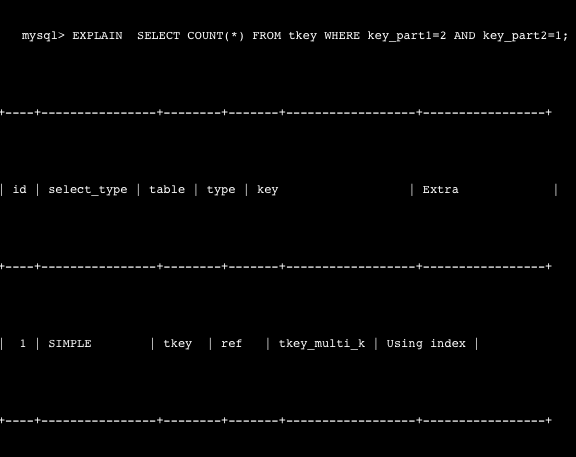 mysql> EXPLAIN  SELECT COUNT(*) FROM tkey WHERE key_part1=2 AND key_part2=1;
+----+---------------+--------+-------+-----------------+----------------+
| id | select_type | table | type | key                  | Extra             |
+----+---------------+--------+-------+-----------------+----------------+
|  1 | SIMPLE        | tkey  | ref   | tkey_multi_k | Using index |
+----+---------------+--------+-------+-----------------+----------------+